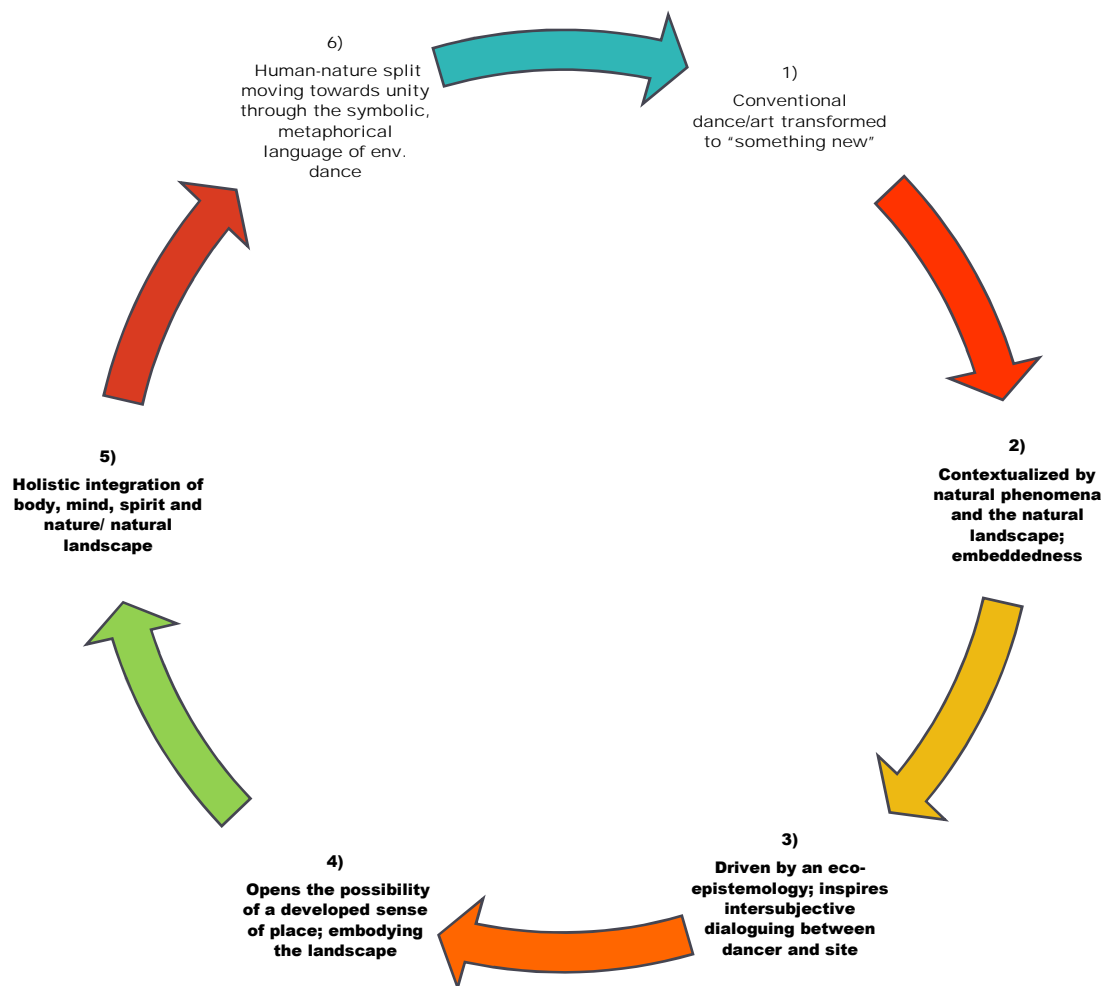 1)
Conventional
dance/art transformed
to “something new”
2)
Contextualized by
natural phenomena
and the natural
landscape;
embeddedness
3)
Driven by an eco-
epistemology; inspires
intersubjective
dialoguing between
dancer and site
4)
Opens the possibility
of a developed sense
of place; embodying
the landscape
5)
Holistic integration of
body, mind, spirit and
nature/ natural
landscape
6)
Human-nature split
moving towards unity
through the symbolic,
metaphorical
language of env.
dance